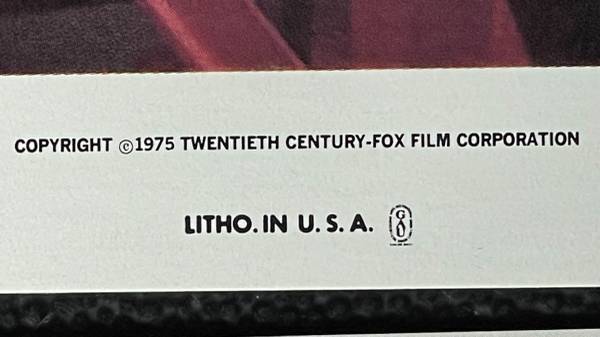 COPYRIGHT ©1975 TWENTIETH CENTURY-FOX FILM CORPORATION
LITHO. IN U. S. A.